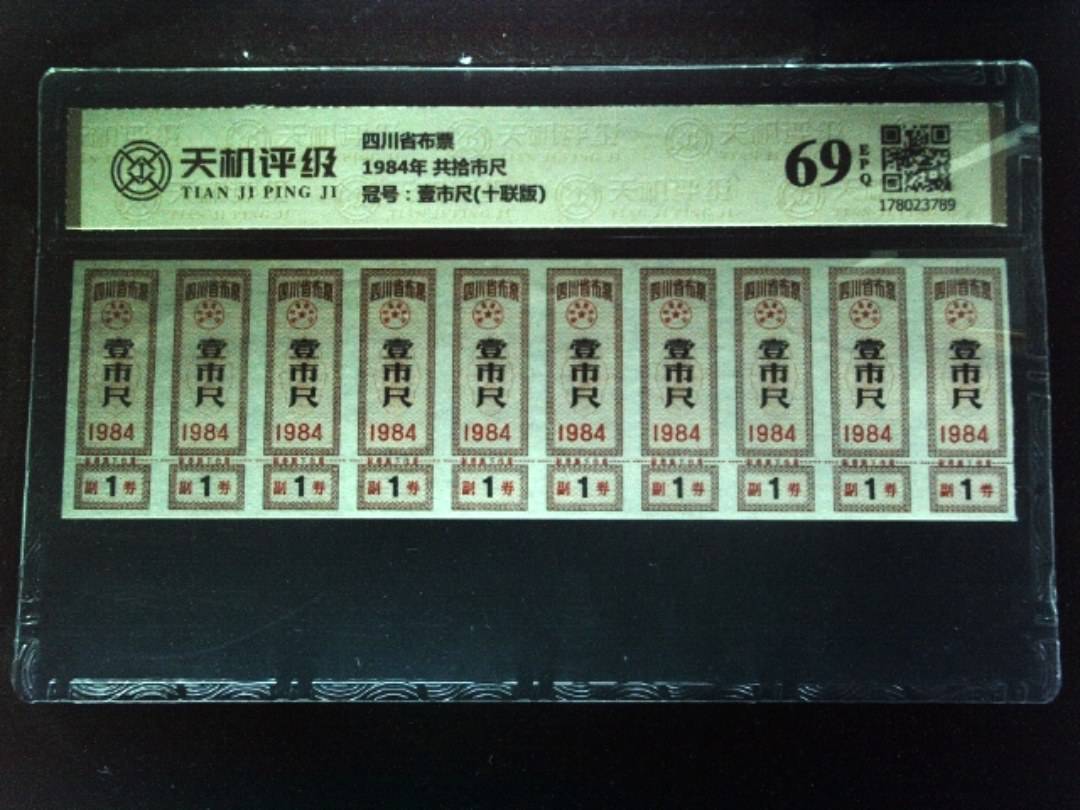 天机评级
TIAN JI PING JI
四川省布票
1984年 共拾市尺
冠号：壹市尺(十联版)
69
EPQ
178023789
四川省布票 四川省布票 四川省布票 四川省布票 四川省布票 四川省布票 四川省布票 四川省布票 四川省布票 四川省布票
壹市尺 壹市尺 壹市尺 壹市尺 壹市尺 壹市尺 壹市尺 壹市尺 壹市尺 壹市尺
1984 1984 1984 1984 1984 1984 1984 1984 1984 1984
副1券 副1券 副1券 副1券 副1券 副1券 副1券 副1券 副1券 副1券